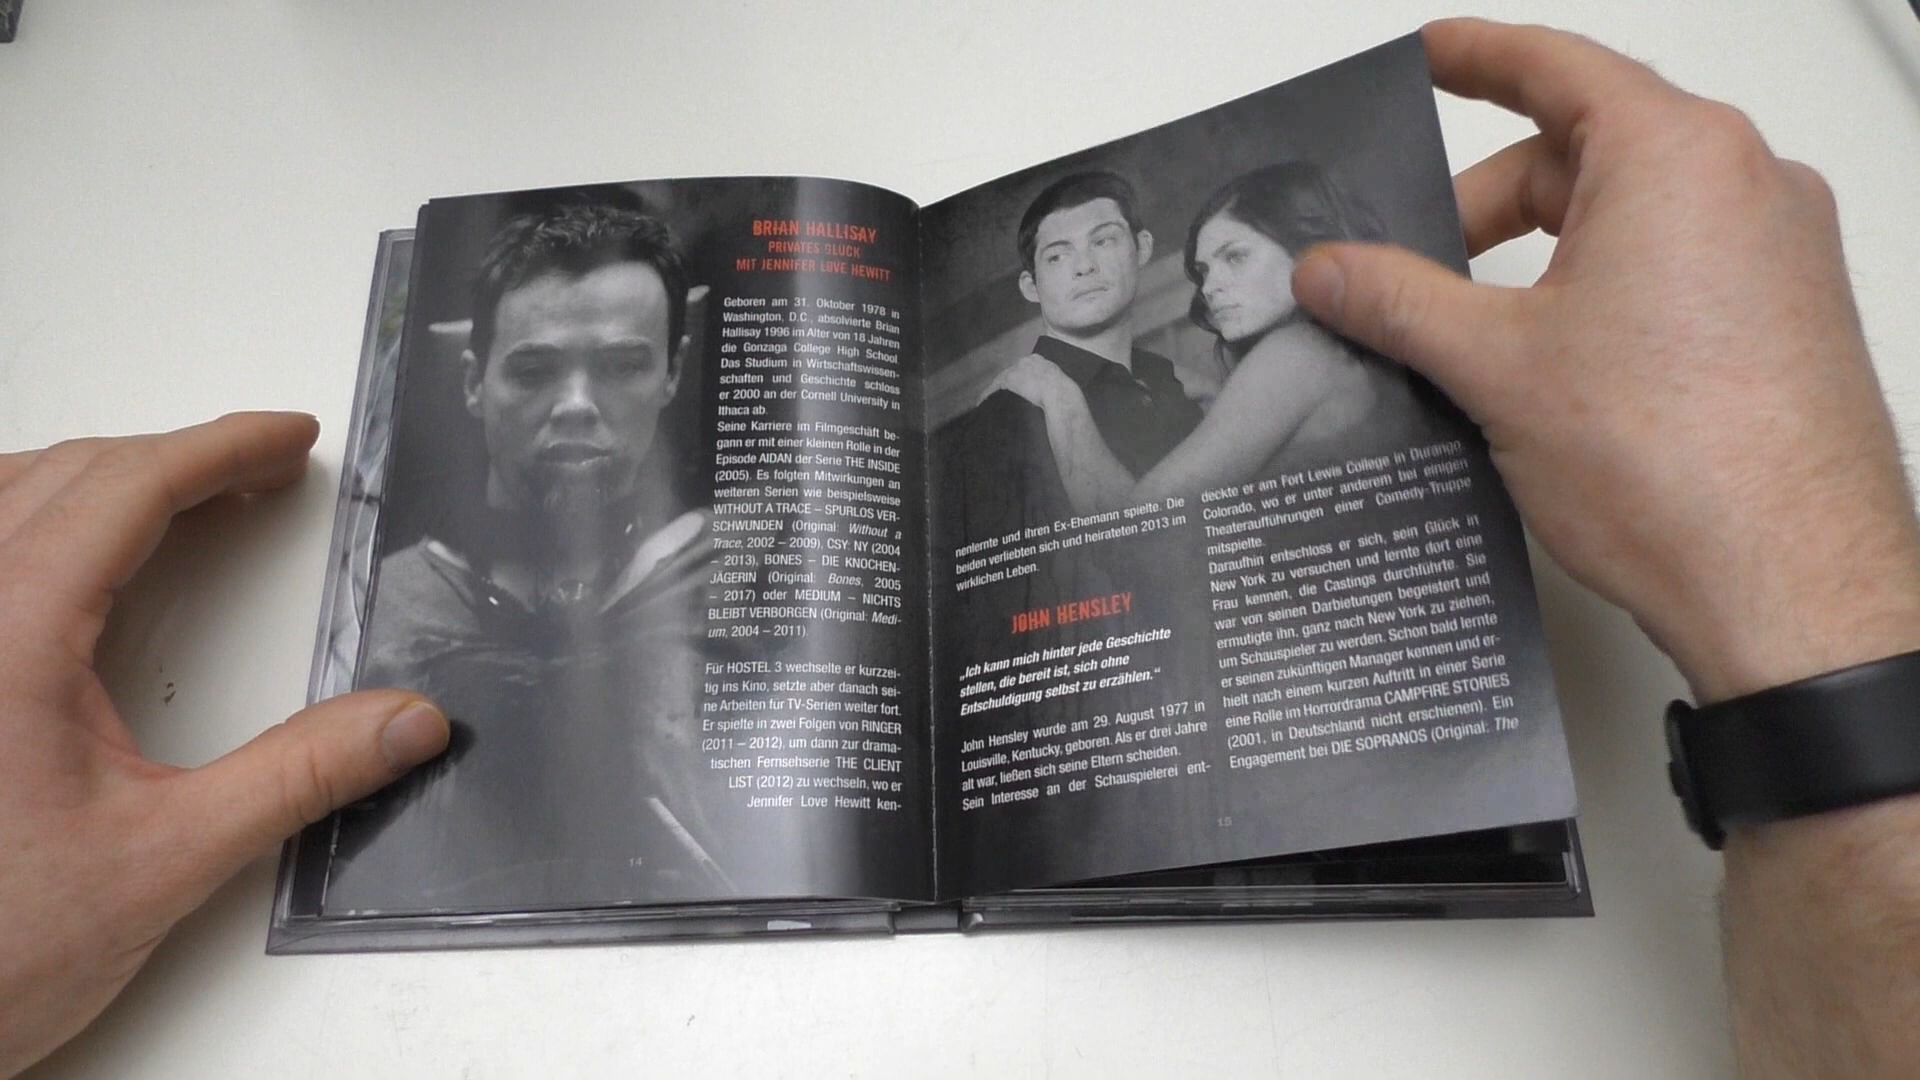 BRIAN HALLISAY
PRIVATES GLÜCK
MIT JENNIFER LOVE HEWITT
Geboren am 31. Oktober 1978 in
Washington, D.C., absolvierte Brian
Hallisay 1996 im Alter von 18 Jahren
die Gonzaga College High School.
Das Studium in Wirtschaftswissen-
schaften und Geschichte schloss
er 2000 an der Cornell University in
Ithaca ab.
Seine Karriere im Filmgeschäft be-
gann er mit einer kleinen Rolle in der
Episode AIDAN der Serie THE INSIDE
(2005). Es folgten Mitwirkungen an
weiteren Serien wie beispielsweise
WITHOUT A TRACE – SPURLOS VER-
SCHWUNDEN (Original: Without a
Trace, 2002 – 2009), CSY: NY (2004
– 2013), BONES – DIE KNOCHEN-
JÄGERIN (Original: Bones, 2005
– 2017) oder MEDIUM – NICHTS
BLEIBT VERBORGEN (Original: Medi-
um, 2004 – 2011).
Für HOSTEL 3 wechselte er kurzzei-
tig ins Kino, setzte aber danach sei-
ne Arbeiten für TV-Serien weiter fort.
Er spielte in zwei Folgen von RINGER
(2011 – 2012), um dann zur drama-
tischen Fernsehserie THE CLIENT
LIST (2012) zu wechseln, wo er
Jennifer Love Hewitt ken-
14
nenlernte und ihren Ex-Ehemann spielte. Die
beiden verliebten sich und heirateten 2013 im
wirklichen Leben.
JOHN HENSLEY
„Ich kann mich hinter jede Geschichte
stellen, die bereit ist, sich ohne
Entschuldigung selbst zu erzählen.“
John Hensley wurde am 29. August 1977 in
Louisville, Kentucky, geboren. Als er drei Jahre
alt war, ließen sich seine Eltern scheiden.
Sein Interesse an der Schauspielerei ent-
deckte er am Fort Lewis College in Durango,
Colorado, wo er unter anderem bei einigen
Theateraufführungen einer Comedy-Truppe
mitspielte.
Daraufhin entschloss er sich, sein Glück in
New York zu versuchen und lernte dort eine
Frau kennen, die Castings durchführte. Sie
war von seinen Darbietungen begeistert und
ermutigte ihn, ganz nach New York zu ziehen,
um Schauspieler zu werden. Schon bald lernte
er seinen zukünftigen Manager kennen und er-
hielt nach einem kurzen Auftritt in einer Serie
eine Rolle im Horrordrama CAMPFIRE STORIES
(2001, in Deutschland nicht erschienen). Ein
Engagement bei DIE SOPRANOS (Original: The
15